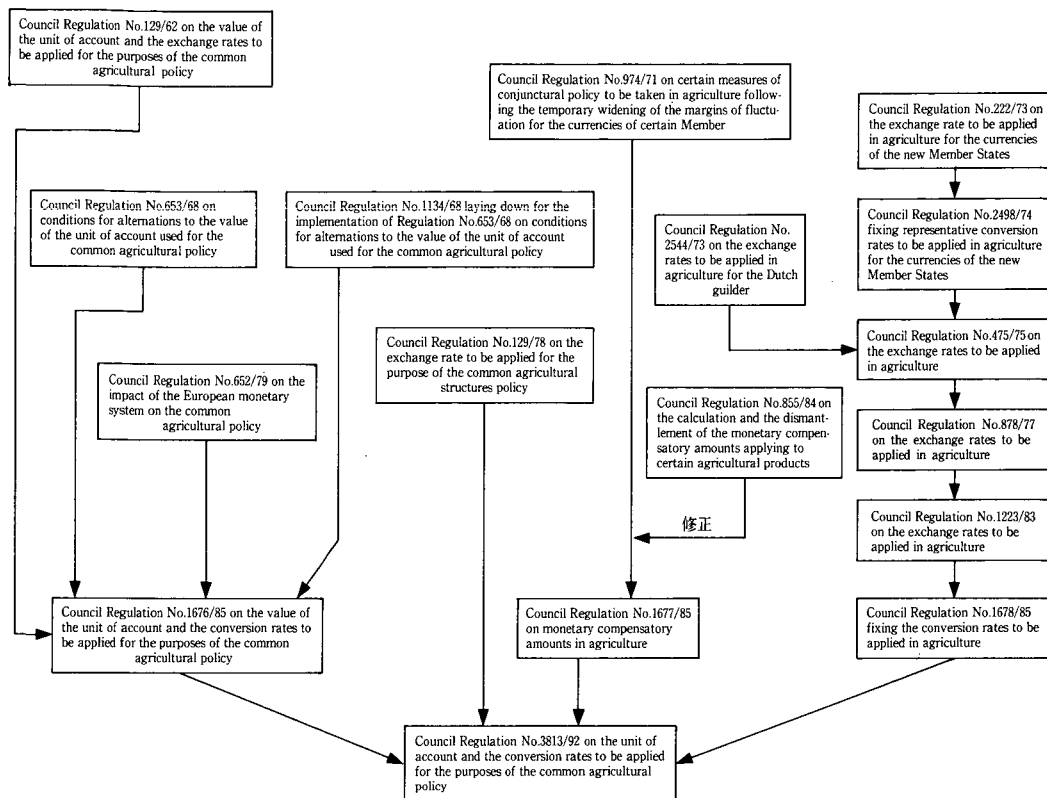 Council Regulation No.129/62 on the value of
the unit of account and the exchange rates to
be applied for the purposes of the common
agricultural policy
Council Regulation No.974/71 on certain measures of
conjunctural policy to be taken in agriculture follow-
ing the temporary widening of the margins of fluctu-
ation for the currencies of certain Member
Council Regulation No.222/73 on
the exchange rate to be applied
in agriculture for the currencies
of the new Member States
Council Regulation No.653/68 on
conditions for alternations to the value
of the unit of account used for the
common agricultural policy
Council Regulation No.1134/68 laying down for the
implementation of Regulation No.653/68 on conditions
for alternations to the value of the unit of account
used for the common agricultural policy
Council Regulation No.
2544/73 on the exchange
rates to be applied in
agriculture for the Dutch
guilder
Council Regulation No.2498/74
fixing representative conversion
rates to be applied in agriculture
for the currencies of the new
Member States
Council Regulation No.129/78 on the
exchange rate to be applied for the
purpose of the common agricultural
structures policy
Council Regulation No.475/75 on
the exchange rates to be applied
in agriculture
Council Regulation No.652/79 on the
impact of the European monetary
system on the common
agricultural policy
Council Regulation No.855/84 on
the calculation and the dismant-
lement of the monetary compen-
satory amounts applying to
certain agricultural products
Council Regulation No.878/77
on the exchange rates to be
applied in agriculture
修正
Council Regulation No.1223/83
on the exchange rates to be
applied in agriculture
Council Regulation No.1676/85 on the value of
the unit of account and the conversion rates to
be applied for the purposes of the common
agricultural policy
Council Regulation No.1677/85
on monetary compensatory
amounts in agriculture
Council Regulation No.1678/85
fixing the conversion rates to be
applied in agriculture
Council Regulation No.3813/92 on the unit of
account and the conversion rates to be applied
for the purposes of the common agricultural
policy